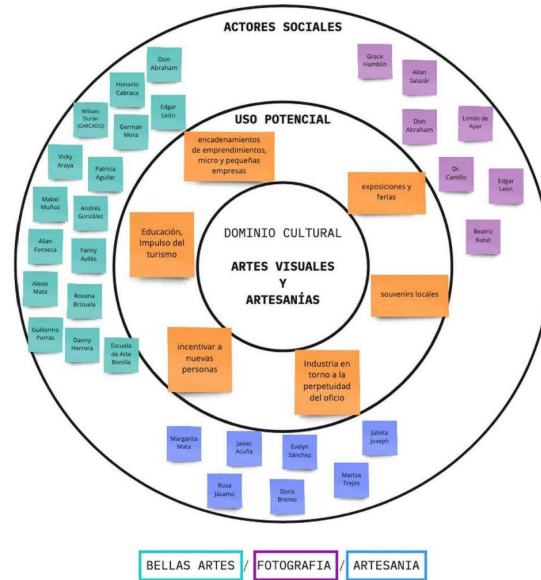 ACTORES SOCIALES
Don
Abraham
Honorio
Cabraca
William
Durán
(GARCADÚ)
German
Mora
Edgar
León
Vicky
Araya
Patricia
Aguilar
Mabel
Muñoz
Andrés
González
Allan
Fonseca
Fanny
Avilés
Alexis
Mata
Roxana
Brizuela
Guillermo
Porras
Danny
Herrera
Escuela
de Arte
Bonilla
Grace
Hamblin
Allan
Salazár
Don
Abraham
Limón de
Ayer
Dr.
Cantillo
Edgar
León
Beatriz
Kunzi
USO POTENCIAL
encadenamientos
de emprendimientos,
micro y pequeñas
empresas
exposiciones y
ferias
Educación,
Impulso del
turismo
souvenirs locales
incentivar a
nuevas
personas
Industria en
torno a la
perpetuidad
del oficio
DOMINIO CULTURAL
ARTES VISUALES
Y
ARTESANÍAS
Margarita
Mata
Javier
Acuña
Evelyn
Sánchez
Julieta
Joseph
Rosa
Jácamo
Doris
Brenes
Martza
Trejos
BELLAS ARTES / FOTOGRAFIA / ARTESANIA